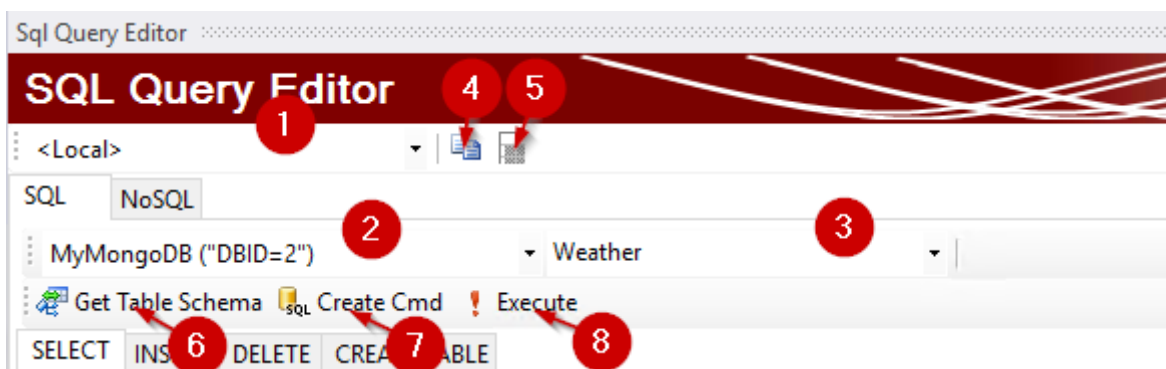 Sql Query Editor
SQL Query Editor
4 5
1
<Local>
SQL NoSQL
2 3
MyMongoDB ("DBID=2") Weather
Get Table Schema SQL Create Cmd Execute
6 7 8
SELECT DELETE